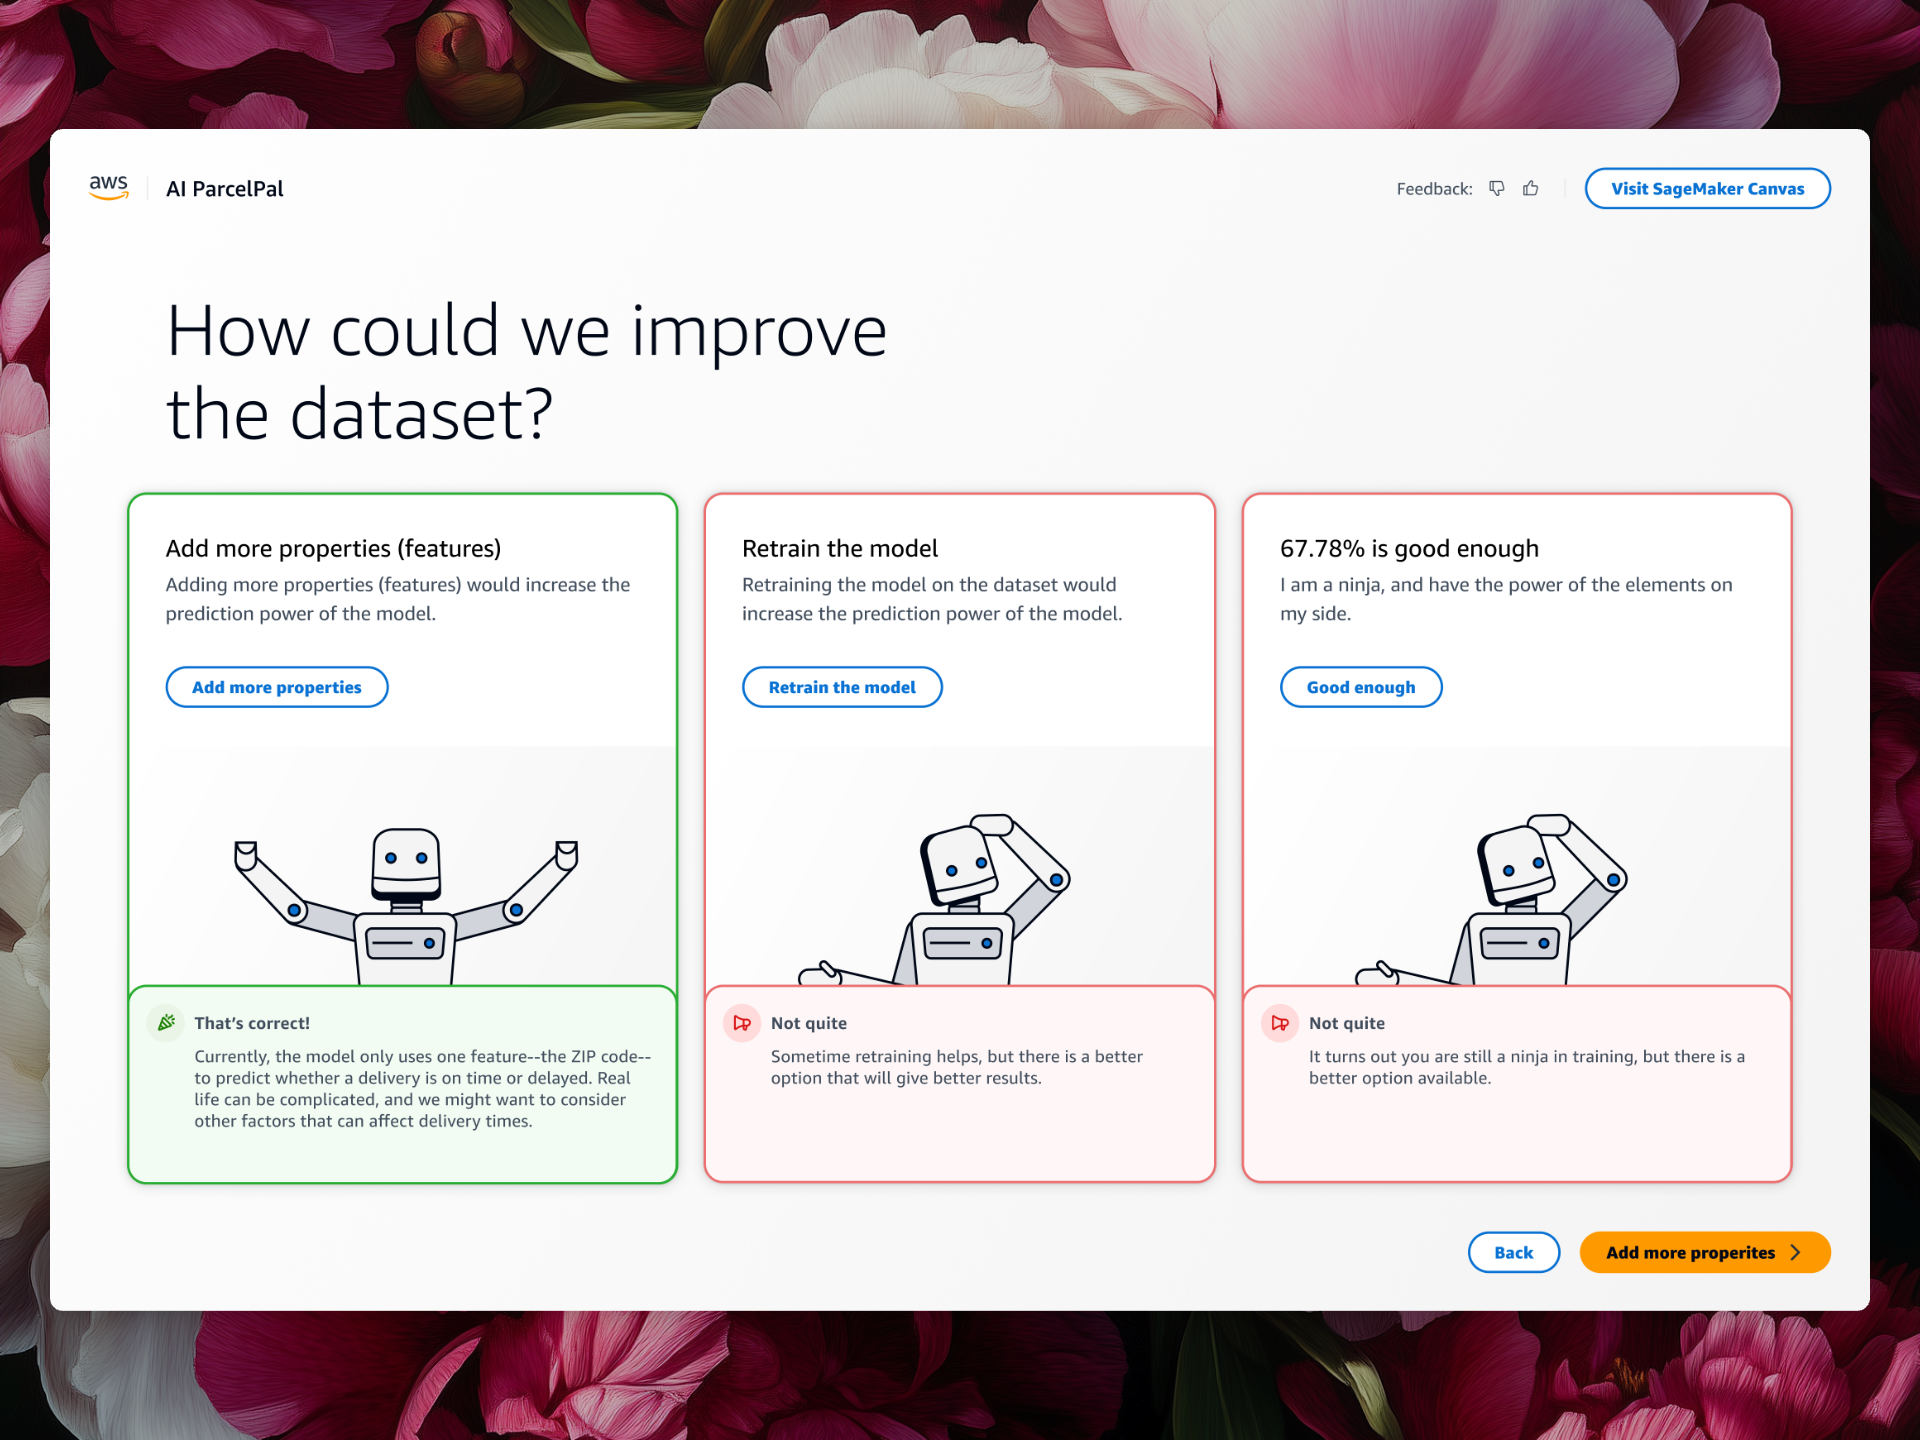 aws
AI ParcelPal
Feedback:
Visit SageMaker Canvas
How could we improve
the dataset?
Add more properties (features)
Adding more properties (features) would increase the
prediction power of the model.
Add more properties
That's correct!
Currently, the model only uses one feature--the ZIP code--
to predict whether a delivery is on time or delayed. Real
life can be complicated, and we might want to consider
other factors that can affect delivery times.
Retrain the model
Retraining the model on the dataset would
increase the prediction power of the model.
Retrain the model
Not quite
Sometime retraining helps, but there is a better
option that will give better results.
67.78% is good enough
I am a ninja, and have the power of the elements on
my side.
Good enough
Not quite
It turns out you are still a ninja in training, but there is a
better option available.
Back
Add more properites